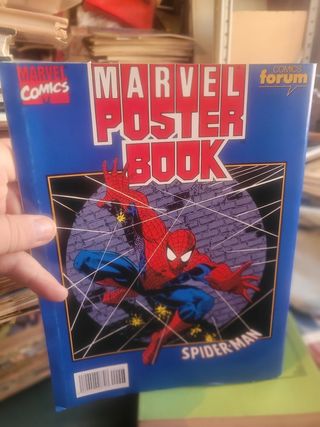 MARVEL
COMICS
MARVEL
POSTER
BOOK
COMICS
forum
SPIDER-MAN